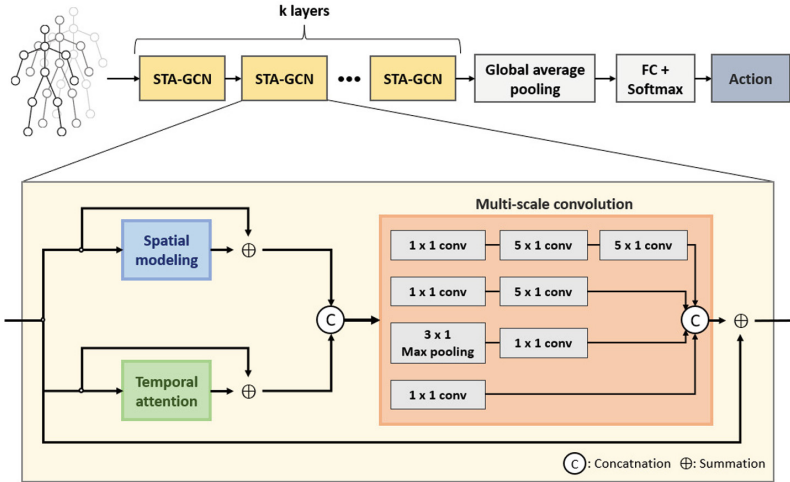 k layers
STA-GCN
STA-GCN
STA-GCN
Global average
pooling
FC +
Softmax
Action
Multi-scale convolution
Spatial
modeling
1 x 1 conv
5 x 1 conv
5 x 1 conv
1 x 1 conv
5 x 1 conv
C
C
3 x 1
Max pooling
1 x 1 conv
Temporal
attention
1 x 1 conv
C : Concatnation
⊕: Summation